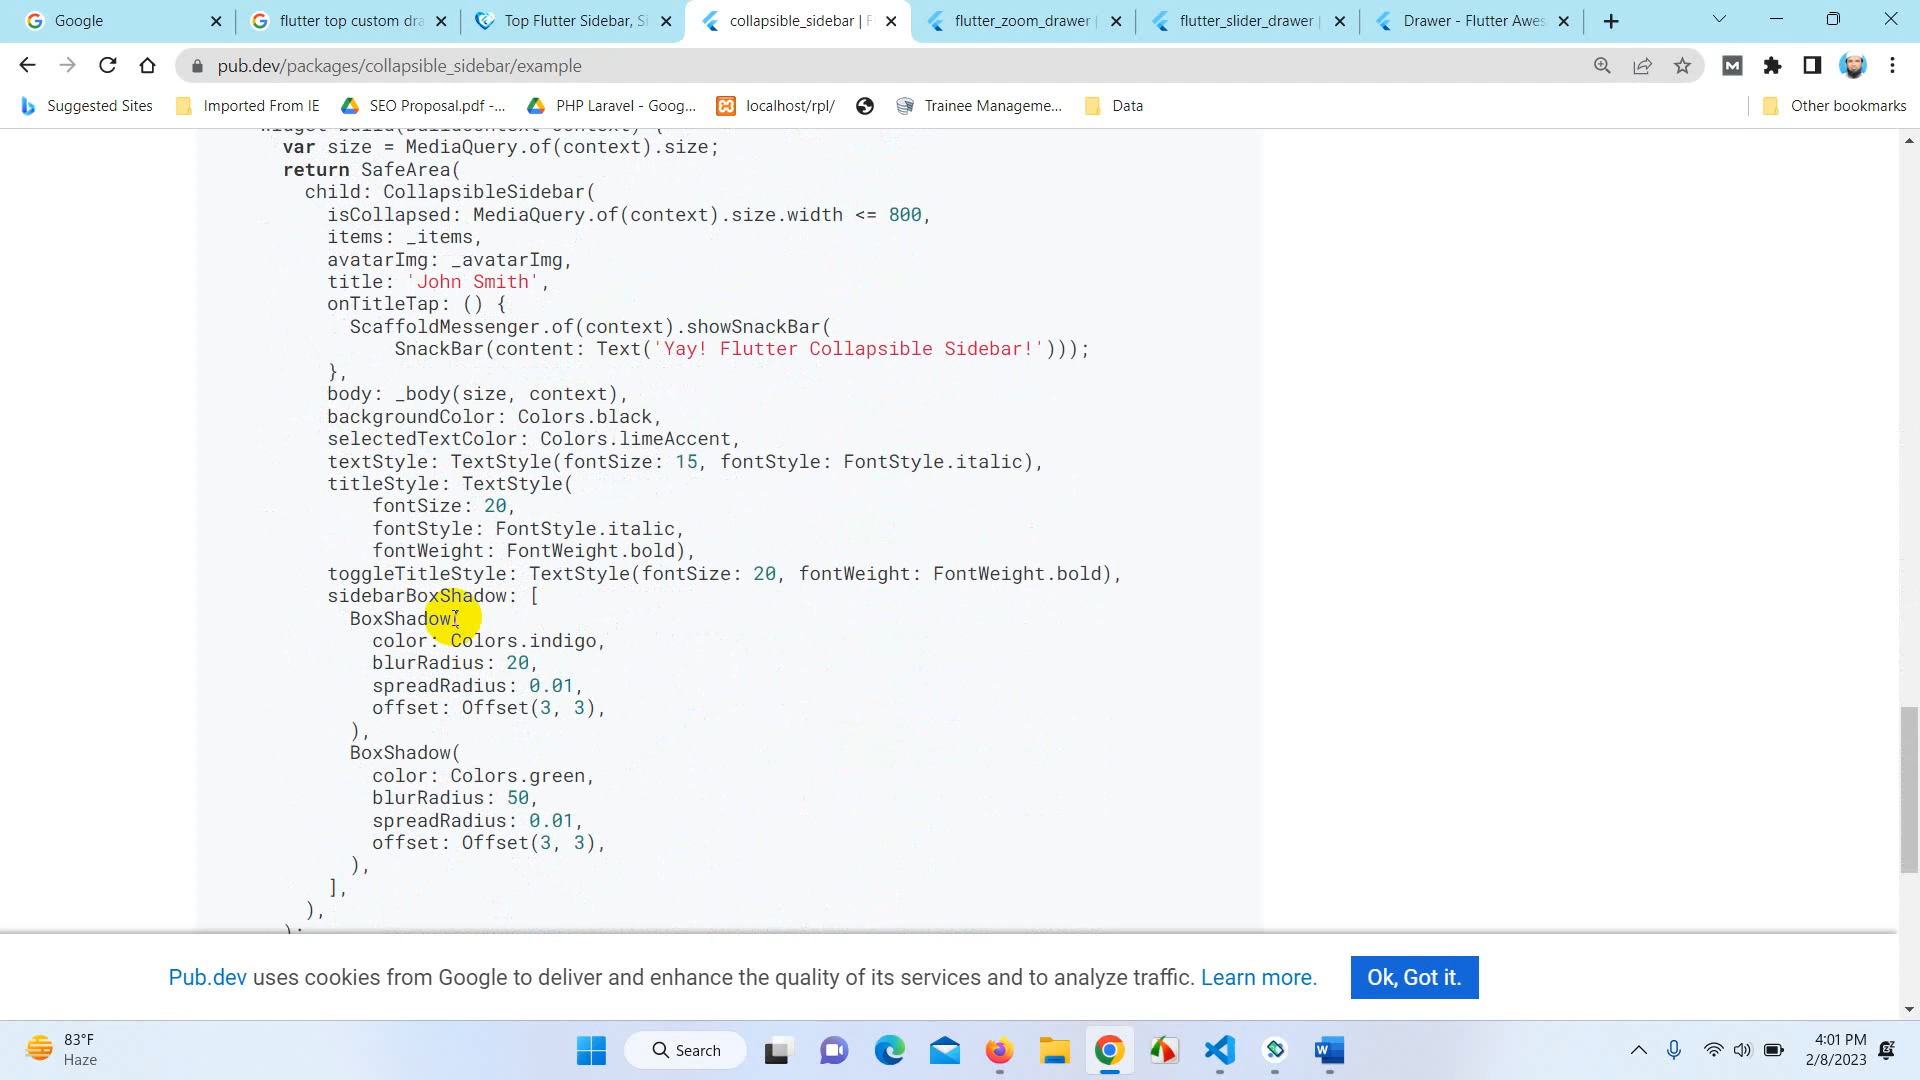 Google
flutter top custom dra
Top Flutter Sidebar, S
collapsible_sidebar | F
flutter_zoom_drawer
flutter_slider_drawer
Drawer - Flutter Awes
pub.dev/packages/collapsible_sidebar/example
Suggested Sites
Imported From IE
SEO Proposal.pdf -...
PHP Laravel - Goog...
localhost/rpl/
Trainee Manageme...
Data
Other bookmarks
Widget build(BuildContext context) {
var size = MediaQuery.of(context).size;
return SafeArea(
child: CollapsibleSidebar(
isCollapsed: MediaQuery.of(context).size.width <= 800,
items: _items,
avatarImg: _avatarImg,
title: 'John Smith',
onTitleTap: () {
ScaffoldMessenger.of(context).showSnackBar(
SnackBar(content: Text('Yay! Flutter Collapsible Sidebar!')));
},
body: _body(size, context),
backgroundColor: Colors.black,
selectedTextColor: Colors.limeAccent,
textStyle: TextStyle(fontSize: 15, fontStyle: FontStyle.italic),
titleStyle: TextStyle(
fontSize: 20,
fontStyle: FontStyle.italic,
fontWeight: FontWeight.bold),
toggleTitleStyle: TextStyle(fontSize: 20, fontWeight: FontWeight.bold),
sidebarBoxShadow: [
BoxShadow(
color: Colors.indigo,
blurRadius: 20,
spreadRadius: 0.01,
offset: Offset(3, 3),
),
BoxShadow(
color: Colors.green,
blurRadius: 50,
spreadRadius: 0.01,
offset: Offset(3, 3),
),
],
),
);
Pub.dev uses cookies from Google to deliver and enhance the quality of its services and to analyze traffic. Learn more.
Ok, Got it.
83°F
Haze
Search
4:01 PM
2/8/2023